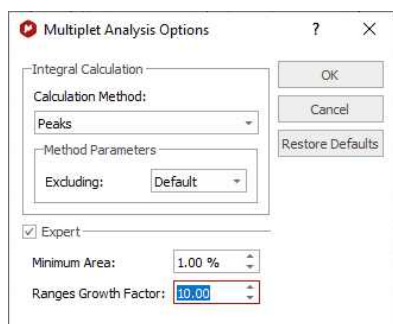 Multiplet Analysis Options ? X
Integral Calculation
OK
Calculation Method:
Cancel
Peaks
Restore Defaults
Method Parameters
Excluding: Default
Expert
Minimum Area: 1.00 %
Ranges Growth Factor: 10.00